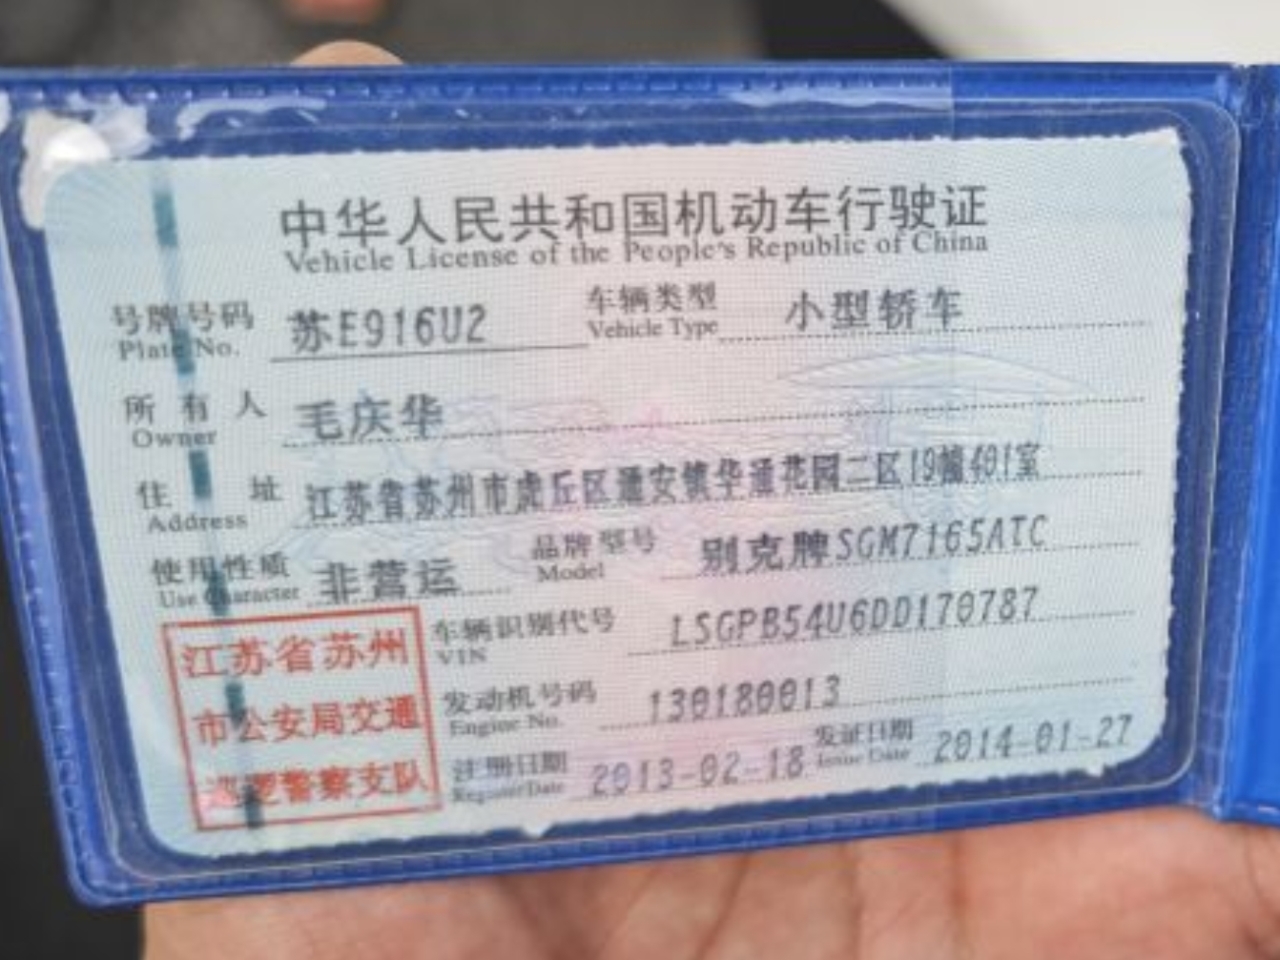 中华人民共和国机动车行驶证
Vehicle License of the People's Republic of China
号牌号码 苏E916U2 车辆类型 小型轿车
Plate No. Vehicle Type
所有人 毛庆华
Owner
住址 江苏省苏州市虎丘区通安镇华通花园二区19幢401室
Address
使用性质 非营运 品牌型号 别克牌SGM7165ATC
Use Character Model
江苏省苏州
市公安局交通
巡逻警察支队
车辆识别代号 LSGPB54U6DD170787
VIN
发动机号码 130180013
Engine No.
注册日期 2013-02-18 发证日期 2014-01-27
Register Date Issue Date